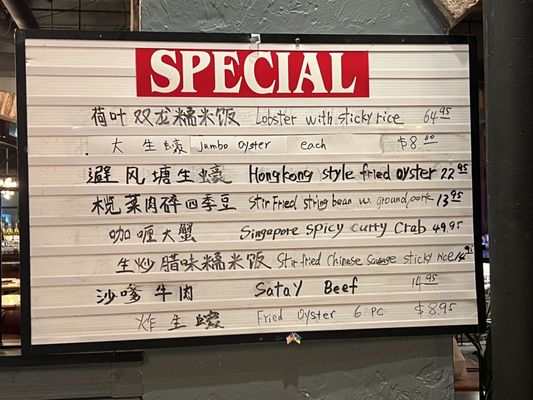 SPECIAL
荷叶双龙糯米饭 Lobster with sticky rice 64.95
大生蠔 Jumbo oyster each $8.00
避风塘生蠔 Hongkong style fried oyster 22.95
榄菜肉碎四季豆 Stir Fried string bean w. ground pork 13.95
咖喱大蟹 Singapore spicy curry Crab 49.95
生炒腊味糯米饭 Stir fried Chinese Sausage sticky rice
沙嗲牛肉 Satay Beef 14.95
炸生蠔 Fried Oyster 6 pc $8.95